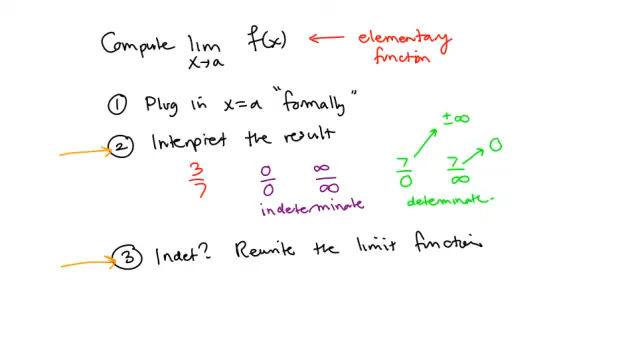 Compute lim x→a f(x) ← elementary function
① Plug in x=a "formally"
② Interpret the result
3/7 0/0 ∞/∞ 7/0 → ±∞ 7/∞ → 0
indeterminate determinate.
③ Indet? Rewrite the limit function